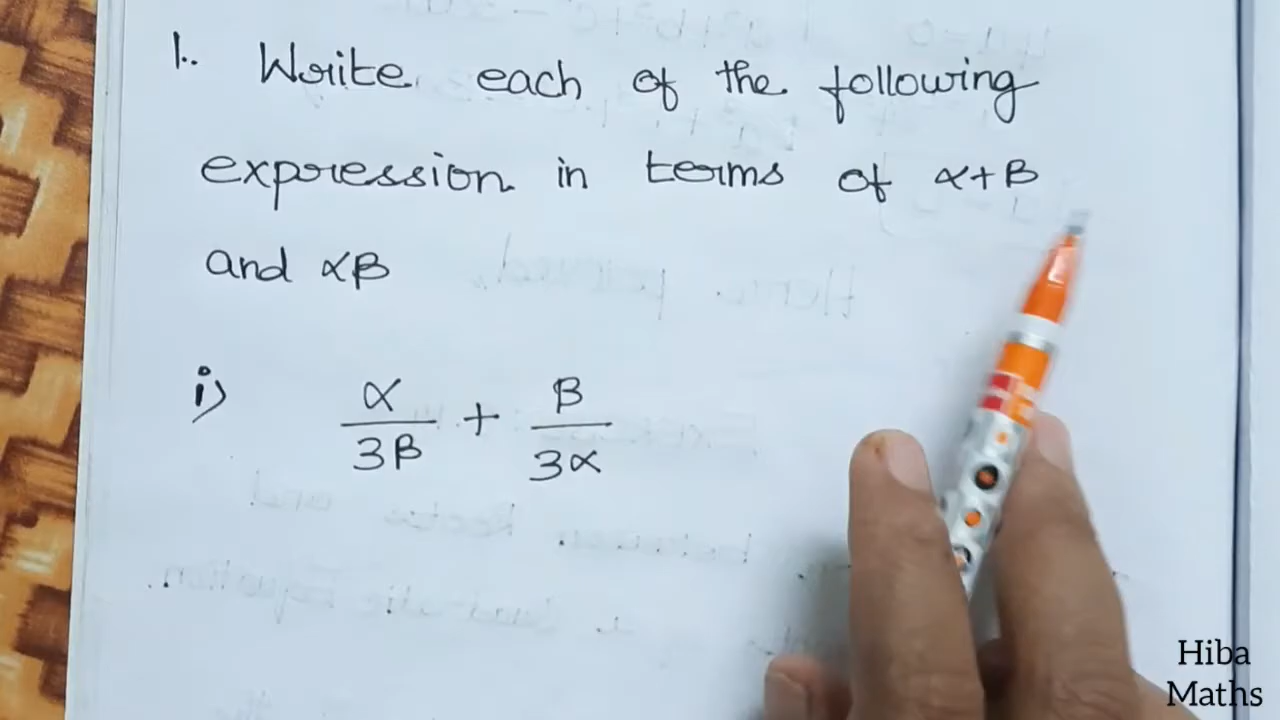 1. Write each of the following
expression in terms of α+β
and αβ
i) α/3β + β/3α
Hiba
Maths